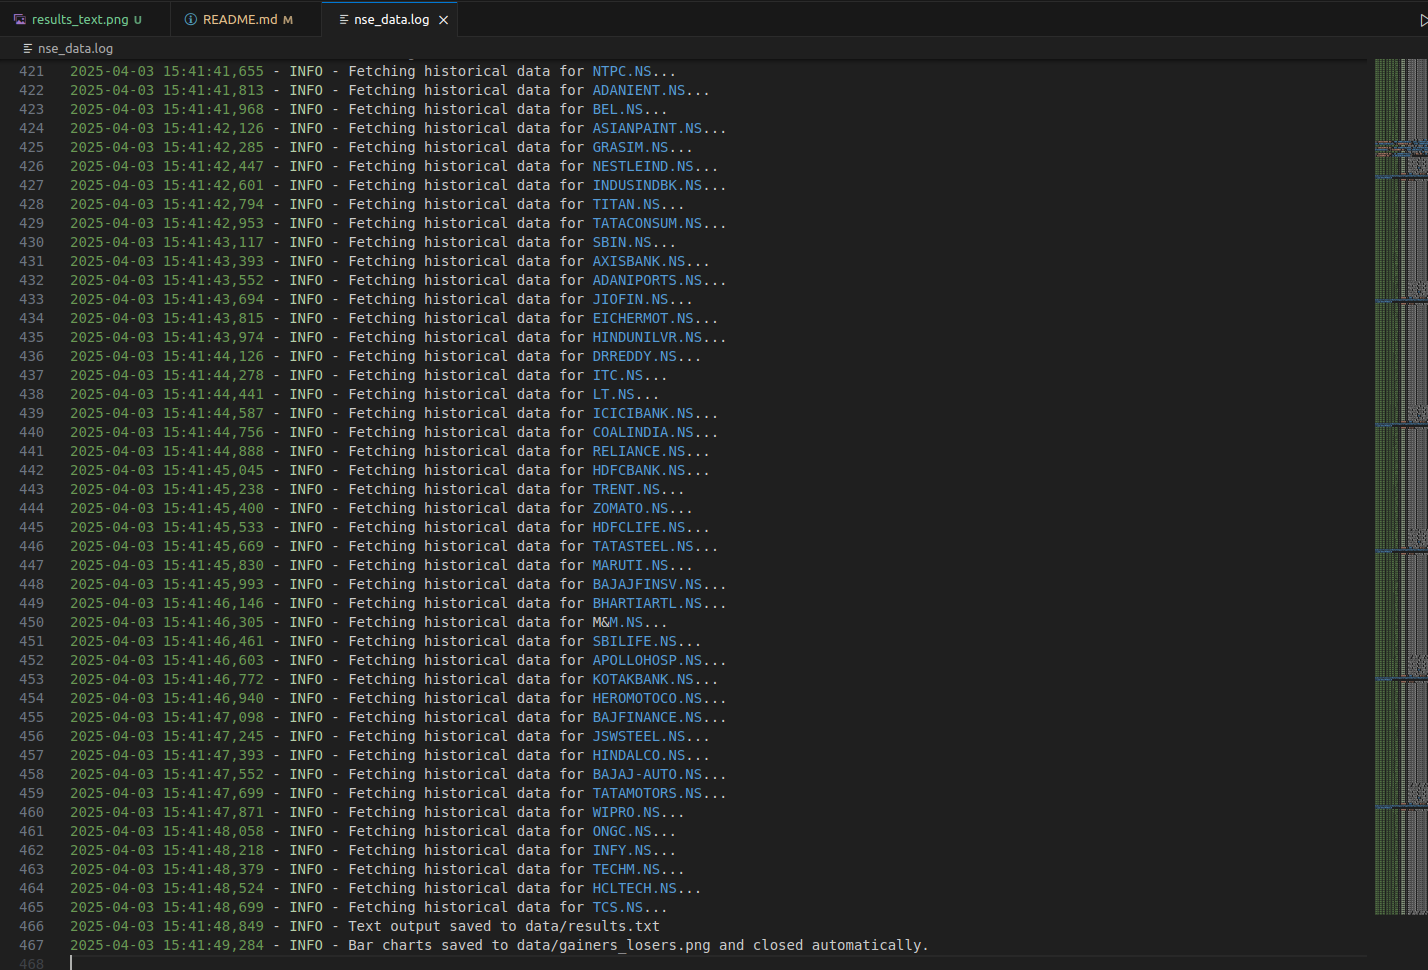 results_text.png U README.md M nse_data.log
nse_data.log
421 2025-04-03 15:41:41,655 - INFO - Fetching historical data for NTPC.NS...
422 2025-04-03 15:41:41,813 - INFO - Fetching historical data for ADANIENT.NS...
423 2025-04-03 15:41:41,968 - INFO - Fetching historical data for BEL.NS...
424 2025-04-03 15:41:42,126 - INFO - Fetching historical data for ASIANPAINT.NS...
425 2025-04-03 15:41:42,285 - INFO - Fetching historical data for GRASIM.NS...
426 2025-04-03 15:41:42,447 - INFO - Fetching historical data for NESTLEIND.NS...
427 2025-04-03 15:41:42,601 - INFO - Fetching historical data for INDUSINDBK.NS...
428 2025-04-03 15:41:42,794 - INFO - Fetching historical data for TITAN.NS...
429 2025-04-03 15:41:42,953 - INFO - Fetching historical data for TATACONSUM.NS...
430 2025-04-03 15:41:43,117 - INFO - Fetching historical data for SBIN.NS...
431 2025-04-03 15:41:43,393 - INFO - Fetching historical data for AXISBANK.NS...
432 2025-04-03 15:41:43,552 - INFO - Fetching historical data for ADANIPORTS.NS...
433 2025-04-03 15:41:43,694 - INFO - Fetching historical data for JIOFIN.NS...
434 2025-04-03 15:41:43,815 - INFO - Fetching historical data for EICHERMOT.NS...
435 2025-04-03 15:41:43,974 - INFO - Fetching historical data for HINDUNILVR.NS...
436 2025-04-03 15:41:44,126 - INFO - Fetching historical data for DRREDDY.NS...
437 2025-04-03 15:41:44,278 - INFO - Fetching historical data for ITC.NS...
438 2025-04-03 15:41:44,441 - INFO - Fetching historical data for LT.NS...
439 2025-04-03 15:41:44,587 - INFO - Fetching historical data for ICICIBANK.NS...
440 2025-04-03 15:41:44,756 - INFO - Fetching historical data for COALINDIA.NS...
441 2025-04-03 15:41:44,888 - INFO - Fetching historical data for RELIANCE.NS...
442 2025-04-03 15:41:45,045 - INFO - Fetching historical data for HDFCBANK.NS...
443 2025-04-03 15:41:45,238 - INFO - Fetching historical data for TRENT.NS...
444 2025-04-03 15:41:45,400 - INFO - Fetching historical data for ZOMATO.NS...
445 2025-04-03 15:41:45,533 - INFO - Fetching historical data for HDFCLIFE.NS...
446 2025-04-03 15:41:45,669 - INFO - Fetching historical data for TATASTEEL.NS...
447 2025-04-03 15:41:45,830 - INFO - Fetching historical data for MARUTI.NS...
448 2025-04-03 15:41:45,993 - INFO - Fetching historical data for BAJAJFINSV.NS...
449 2025-04-03 15:41:46,146 - INFO - Fetching historical data for BHARTIARTL.NS...
450 2025-04-03 15:41:46,305 - INFO - Fetching historical data for M&M.NS...
451 2025-04-03 15:41:46,461 - INFO - Fetching historical data for SBILIFE.NS...
452 2025-04-03 15:41:46,603 - INFO - Fetching historical data for APOLLOHOSP.NS...
453 2025-04-03 15:41:46,772 - INFO - Fetching historical data for KOTAKBANK.NS...
454 2025-04-03 15:41:46,940 - INFO - Fetching historical data for HEROMOTOCO.NS...
455 2025-04-03 15:41:47,098 - INFO - Fetching historical data for BAJFINANCE.NS...
456 2025-04-03 15:41:47,245 - INFO - Fetching historical data for JSWSTEEL.NS...
457 2025-04-03 15:41:47,393 - INFO - Fetching historical data for HINDALCO.NS...
458 2025-04-03 15:41:47,552 - INFO - Fetching historical data for BAJAJ-AUTO.NS...
459 2025-04-03 15:41:47,699 - INFO - Fetching historical data for TATAMOTORS.NS...
460 2025-04-03 15:41:47,871 - INFO - Fetching historical data for WIPRO.NS...
461 2025-04-03 15:41:48,058 - INFO - Fetching historical data for ONGC.NS...
462 2025-04-03 15:41:48,218 - INFO - Fetching historical data for INFY.NS...
463 2025-04-03 15:41:48,379 - INFO - Fetching historical data for TECHM.NS...
464 2025-04-03 15:41:48,524 - INFO - Fetching historical data for HCLTECH.NS...
465 2025-04-03 15:41:48,699 - INFO - Fetching historical data for TCS.NS...
466 2025-04-03 15:41:48,849 - INFO - Text output saved to data/results.txt
467 2025-04-03 15:41:49,284 - INFO - Bar charts saved to data/gainers_losers.png and closed automatically.
468